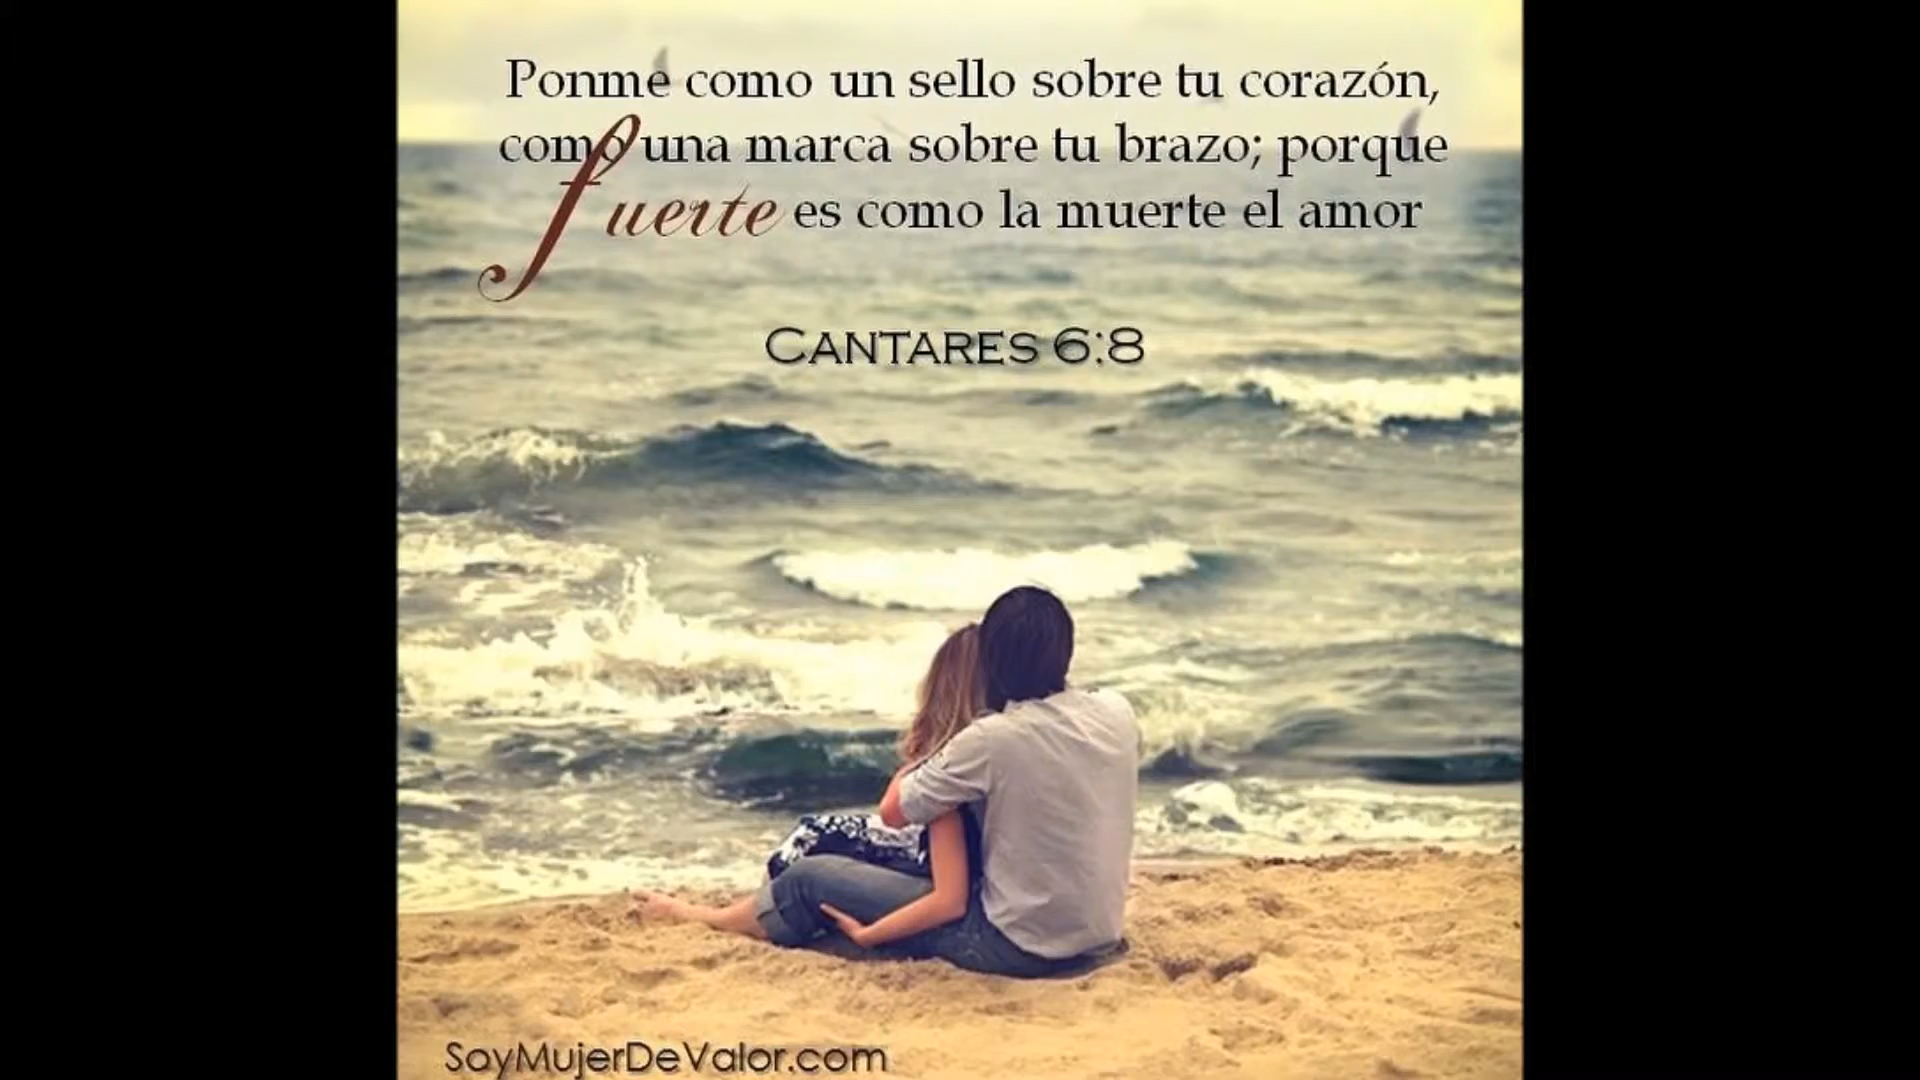 Ponme como un sello sobre tu corazón,
como una marca sobre tu brazo; porque
fuerte es como la muerte el amor
Cantares 6:8
SoyMujerDeValor.com